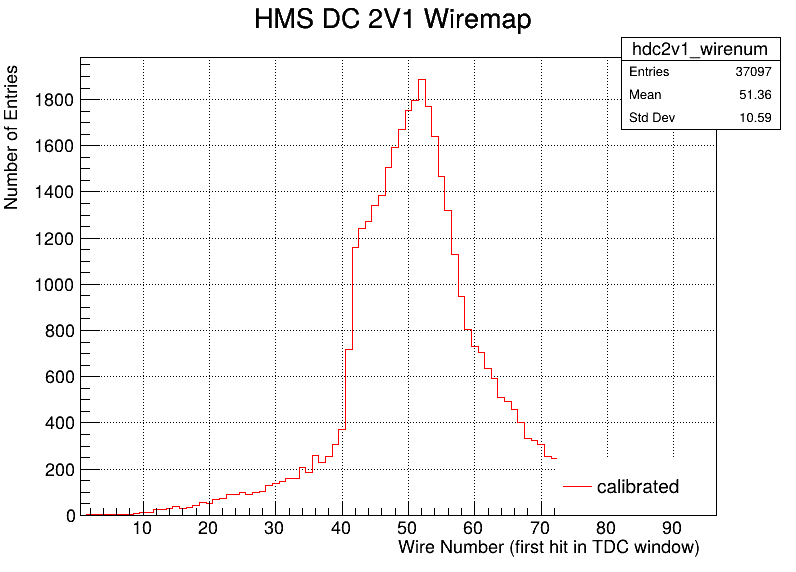 HMS DC 2V1 Wiremap
hdc2v1_wirenum
Entries 37097
Mean 51.36
Std Dev 10.59
Number of Entries
1800
1600
1400
1200
1000
800
600
400
200
0
calibrated
10 20 30 40 50 60 70 80 90
Wire Number (first hit in TDC window)